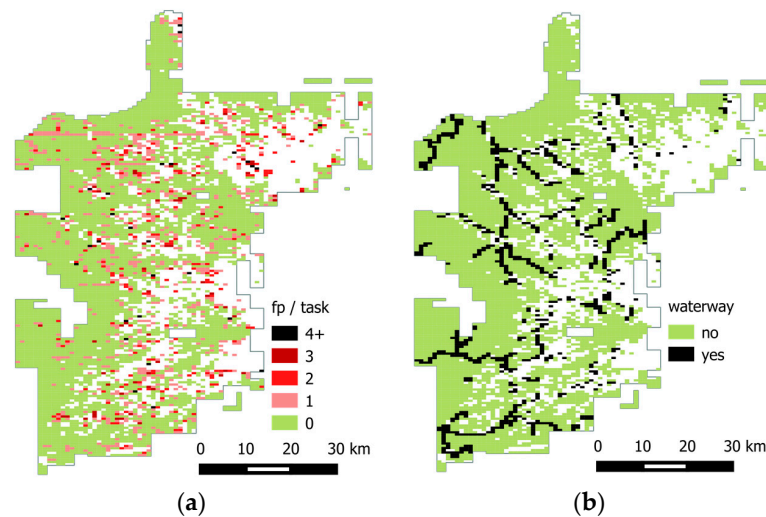 fp / task
4+
3
2
1
0
0 10 20 30 km
(a)
waterway
no
yes
0 10 20 30 km
(b)